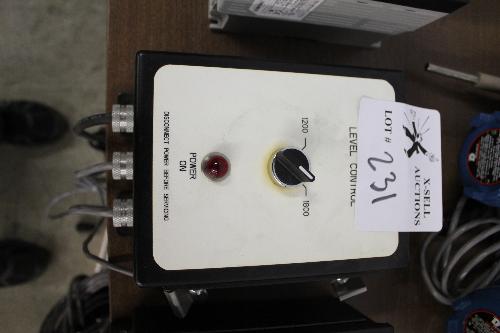 LEVEL CONTROL
1200
1800
POWER
ON
DISCONNECT POWER BEFORE SERVICING
LOT #
231
X-SELL
AUCTIONS